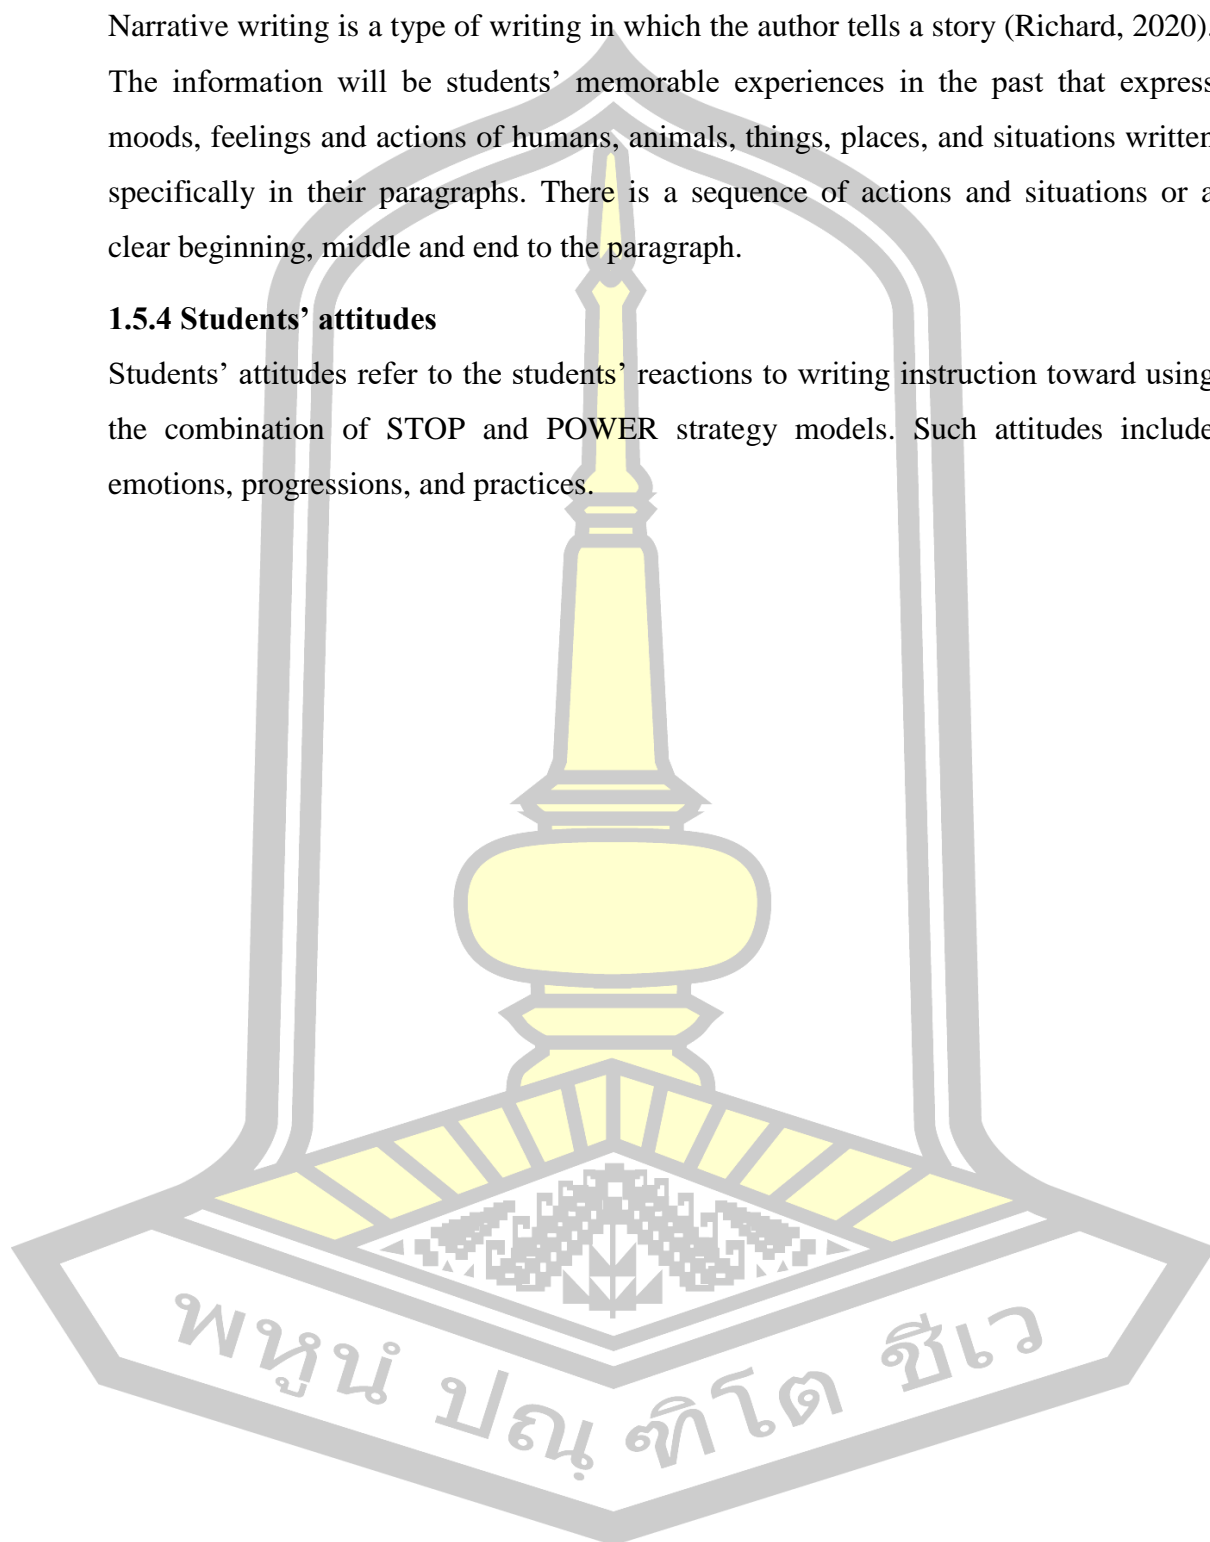 Narrative writing is a type of writing in which the author tells a story (Richard, 2020).
The information will be students’ memorable experiences in the past that express
moods, feelings and actions of humans, animals, things, places, and situations written
specifically in their paragraphs. There is a sequence of actions and situations or a
clear beginning, middle and end to the paragraph.
1.5.4 Students’ attitudes
Students’ attitudes refer to the students’ reactions to writing instruction toward using
the combination of STOP and POWER strategy models. Such attitudes include
emotions, progressions, and practices.
พหูนํ ปณฺฑิโต ชีเว